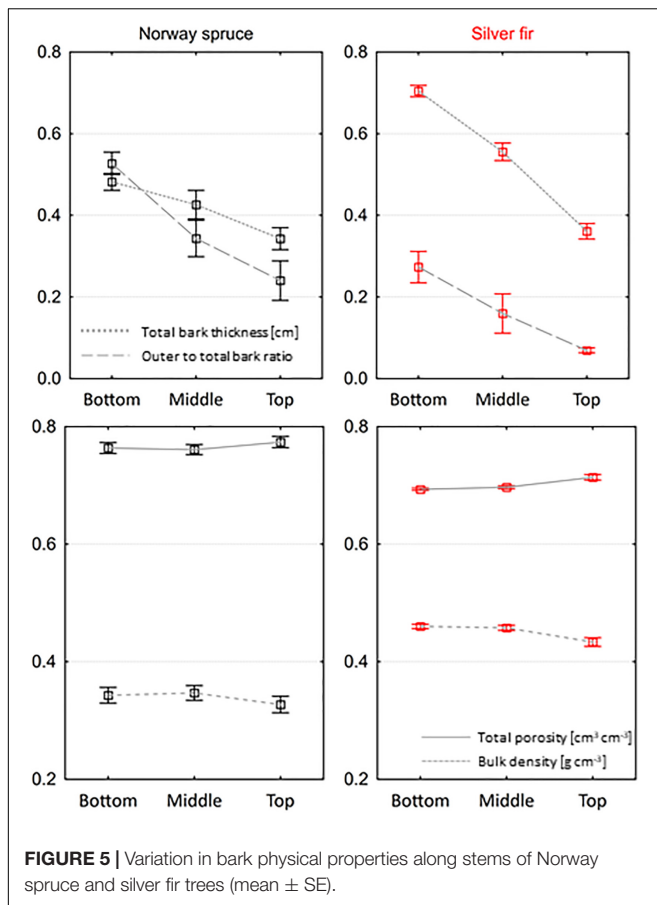 Norway spruce
Silver fir
0.8
0.6
0.4
0.2
0.0
Total bark thickness [cm]
Outer to total bark ratio
Bottom Middle Top
0.8
0.6
0.4
0.2
0.0
Bottom Middle Top
0.8
0.6
0.4
0.2
Bottom Middle Top
0.8
0.6
0.4
0.2
Total porosity [cm³ cm⁻³]
Bulk density [g cm⁻³]
Bottom Middle Top
FIGURE 5 | Variation in bark physical properties along stems of Norway
spruce and silver fir trees (mean ± SE).